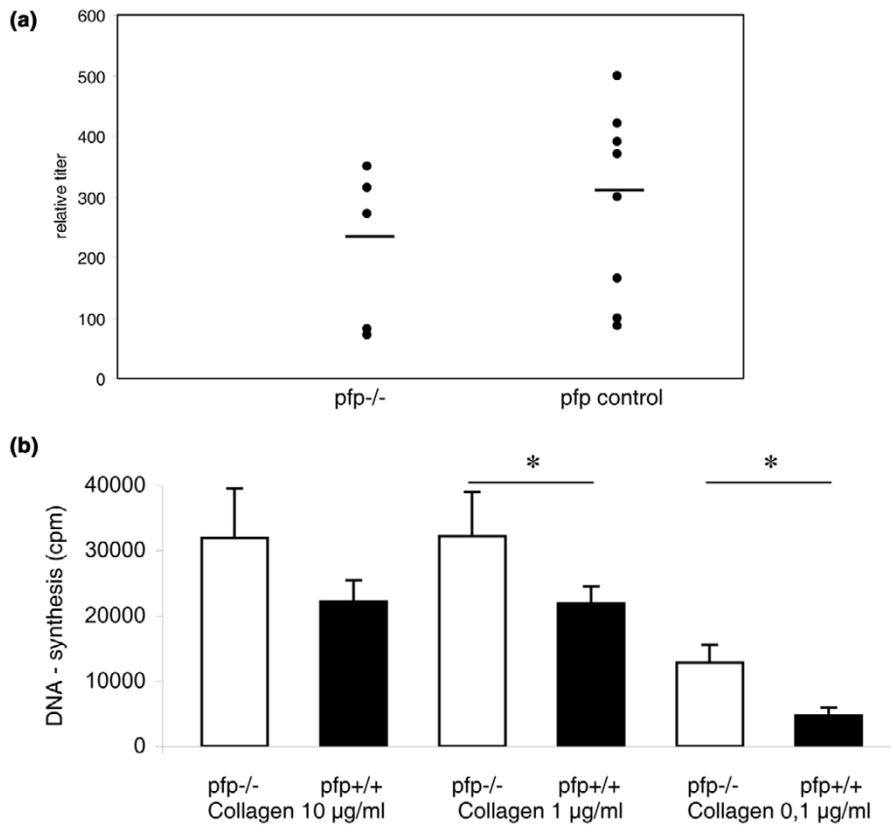 (a)
600
500
400
300
200
100
0
relative titer
pfp-/- pfp control
(b)
* *
40000
30000
20000
10000
0
DNA - synthesis (cpm)
pfp-/- pfp+/+ pfp-/- pfp+/+ pfp-/- pfp+/+
Collagen 10 µg/ml Collagen 1 µg/ml Collagen 0,1 µg/ml